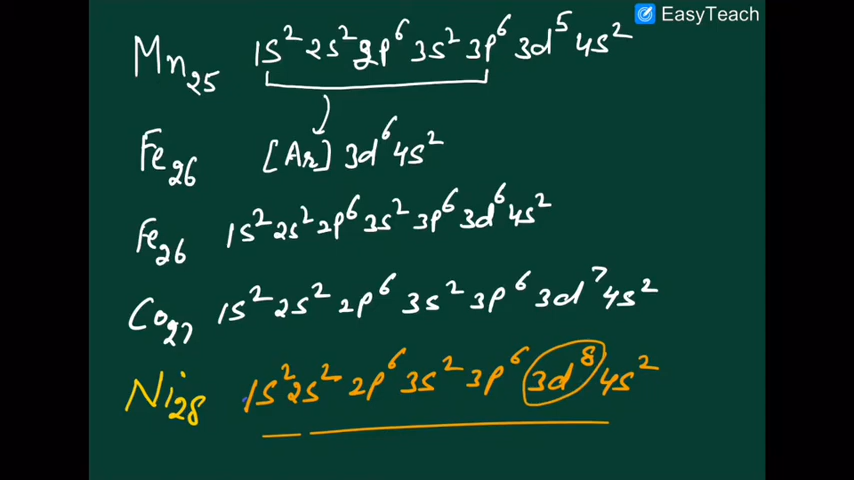 EasyTeach
Mn₂₅ 1s² 2s² 2p⁶ 3s² 3p⁶ 3d⁵ 4s²
Fe₂₆ [Ar] 3d⁶ 4s²
Fe₂₆ 1s² 2s² 2p⁶ 3s² 3p⁶ 3d⁶ 4s²
Co₂₇ 1s² 2s² 2p⁶ 3s² 3p⁶ 3d⁷ 4s²
Ni₂₈ 1s² 2s² 2p⁶ 3s² 3p⁶ 3d⁸ 4s²